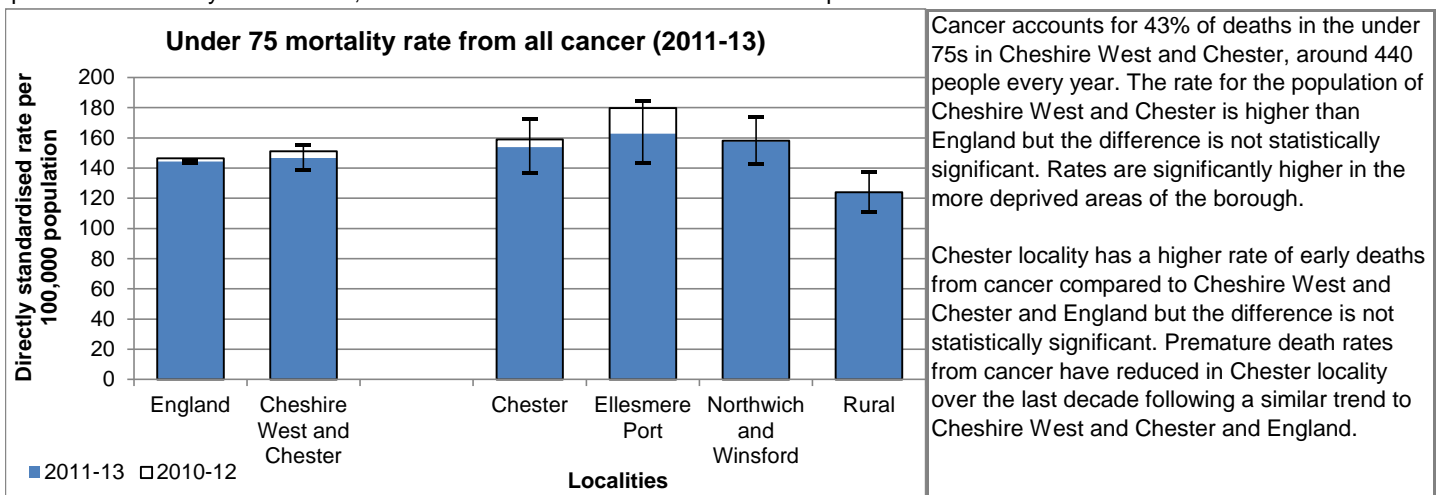 Under 75 mortality rate from all cancer (2011-13)
Directly standardised rate per
100,000 population
200
180
160
140
120
100
80
60
40
20
0
England
Cheshire
West and
Chester
Chester
Ellesmere
Port
Northwich
and
Winsford
Rural
2011-13 2010-12
Localities
Cancer accounts for 43% of deaths in the under
75s in Cheshire West and Chester, around 440
people every year. The rate for the population of
Cheshire West and Chester is higher than
England but the difference is not statistically
significant. Rates are significantly higher in the
more deprived areas of the borough.
Chester locality has a higher rate of early deaths
from cancer compared to Cheshire West and
Chester and England but the difference is not
statistically significant. Premature death rates
from cancer have reduced in Chester locality
over the last decade following a similar trend to
Cheshire West and Chester and England.